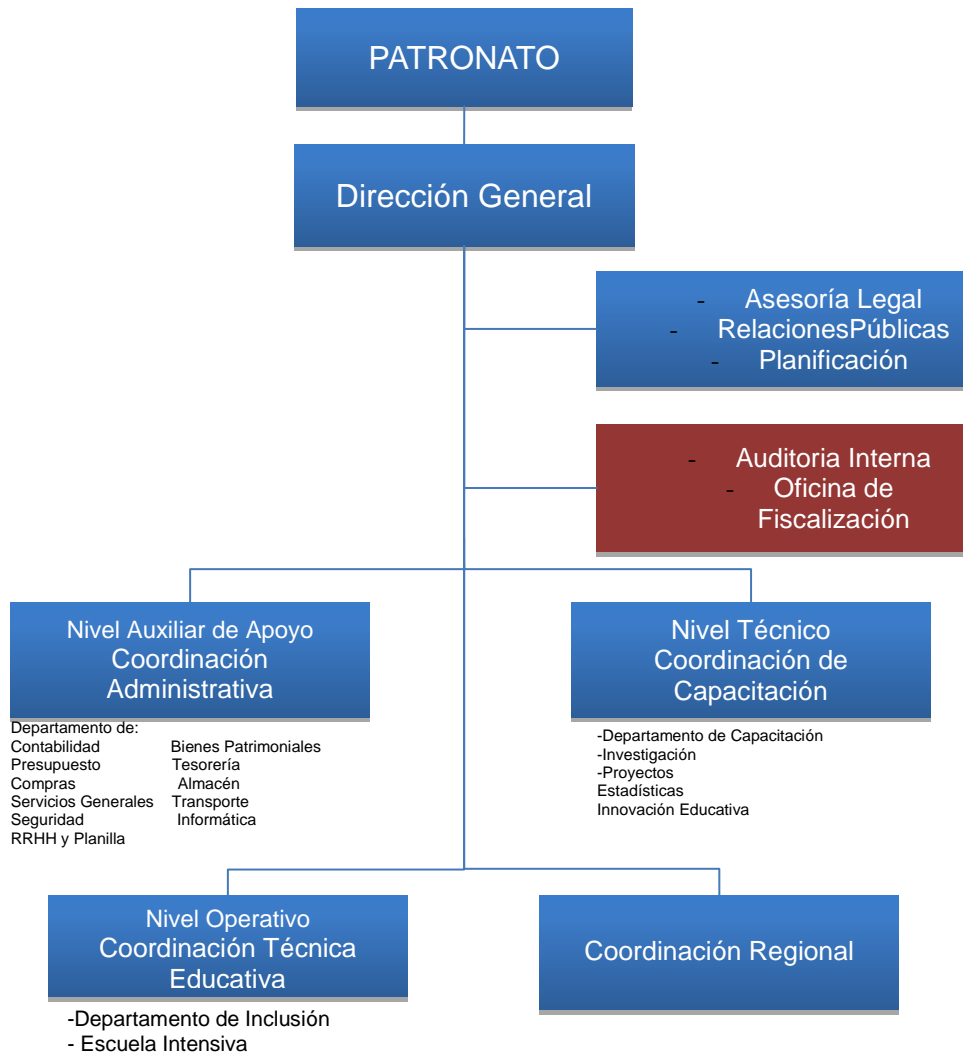 PATRONATO
Dirección General
- Asesoría Legal
- RelacionesPúblicas
- Planificación
- Auditoria Interna
- Oficina de
Fiscalización
Nivel Auxiliar de Apoyo
Coordinación
Administrativa
Departamento de:
Contabilidad Bienes Patrimoniales
Presupuesto Tesorería
Compras Almacén
Servicios Generales Transporte
Seguridad Informática
RRHH y Planilla
Nivel Técnico
Coordinación de
Capacitación
-Departamento de Capacitación
-Investigación
-Proyectos
Estadísticas
Innovación Educativa
Nivel Operativo
Coordinación Técnica
Educativa
-Departamento de Inclusión
- Escuela Intensiva
Coordinación Regional